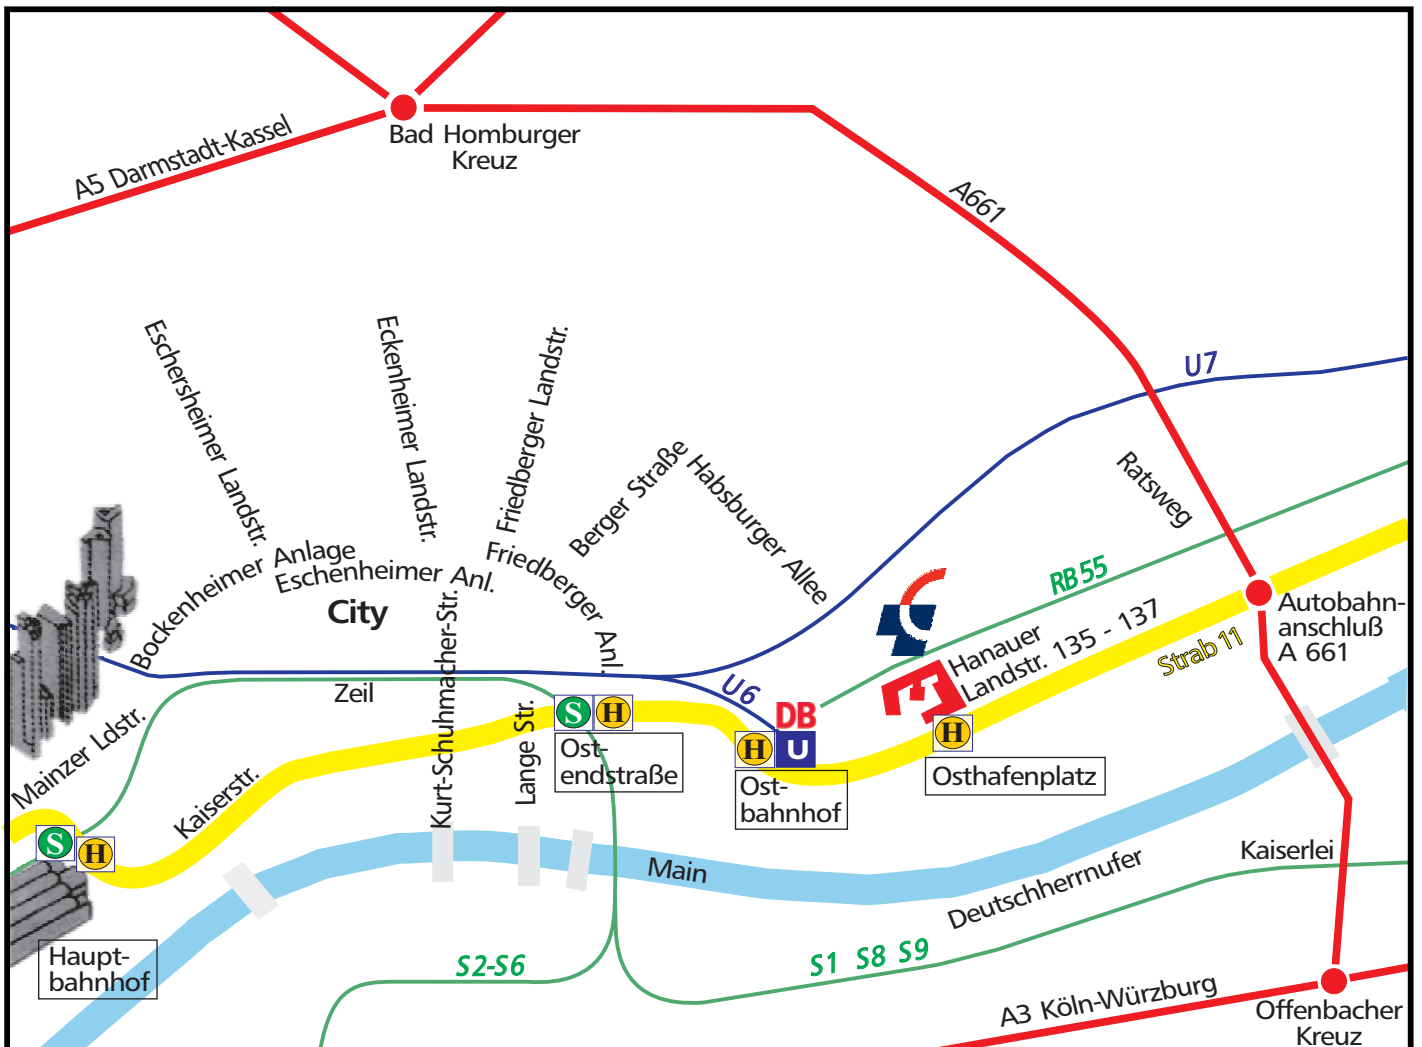 A5 Darmstadt-Kassel
Bad Homburger
Kreuz
A661
U7
Eschersheimer Landstr.
Eckenheimer Landstr.
Friedberger Landstr.
Berger Straße
Habsburger Allee
Ratsweg
Bockenheimer Anlage
Eschenheimer Anl.
Friedberger Anl.
City
RB 55
Hanauer
Landstr. 135 - 137
Strab 11
Autobahn-
anschluß
A 661
Kurt-Schuhmacher-Str.
Zeil
U6
Lange Str.
S
H
DB
H
U
H
Ost-
endstraße
Ost-
bahnhof
Osthafenplatz
Mainzer Ldstr.
Kaiserstr.
S
H
Main
Deutschherrnufer
Kaiserlei
Haupt-
bahnhof
S2-S6
S1 S8 S9
A3 Köln-Würzburg
Offenbacher
Kreuz